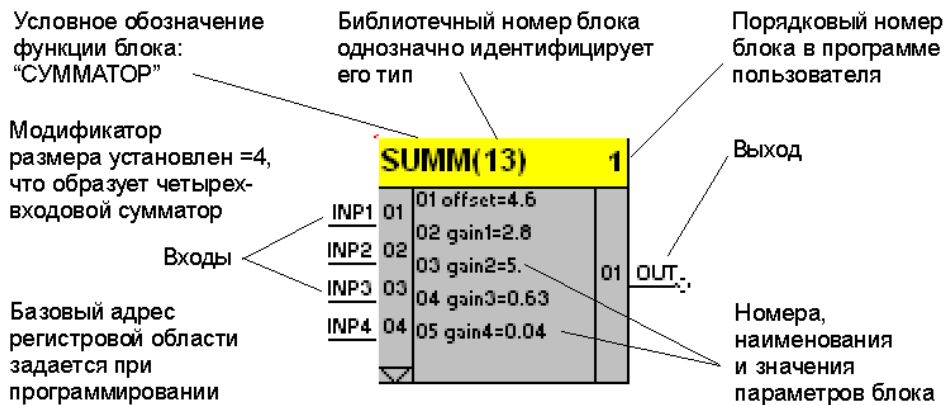 Условное обозначение
функции блока:
“СУММАТОР”
Библиотечный номер блока
однозначно идентифицирует
его тип
Порядковый номер
блока в программе
пользователя
Модификатор
размера установлен =4,
что образует четырех-
входовой сумматор
Входы
Базовый адрес
регистровой области
задается при
программировании
SUMM(13) 1
INP1 01
INP2 02
INP3 03
INP4 04
01 offset=4.6
02 gain1=2.8
03 gain2=5.
04 gain3=0.63
05 gain4=0.04
01 OUT
Выход
Номера,
наименования
и значения
параметров блока